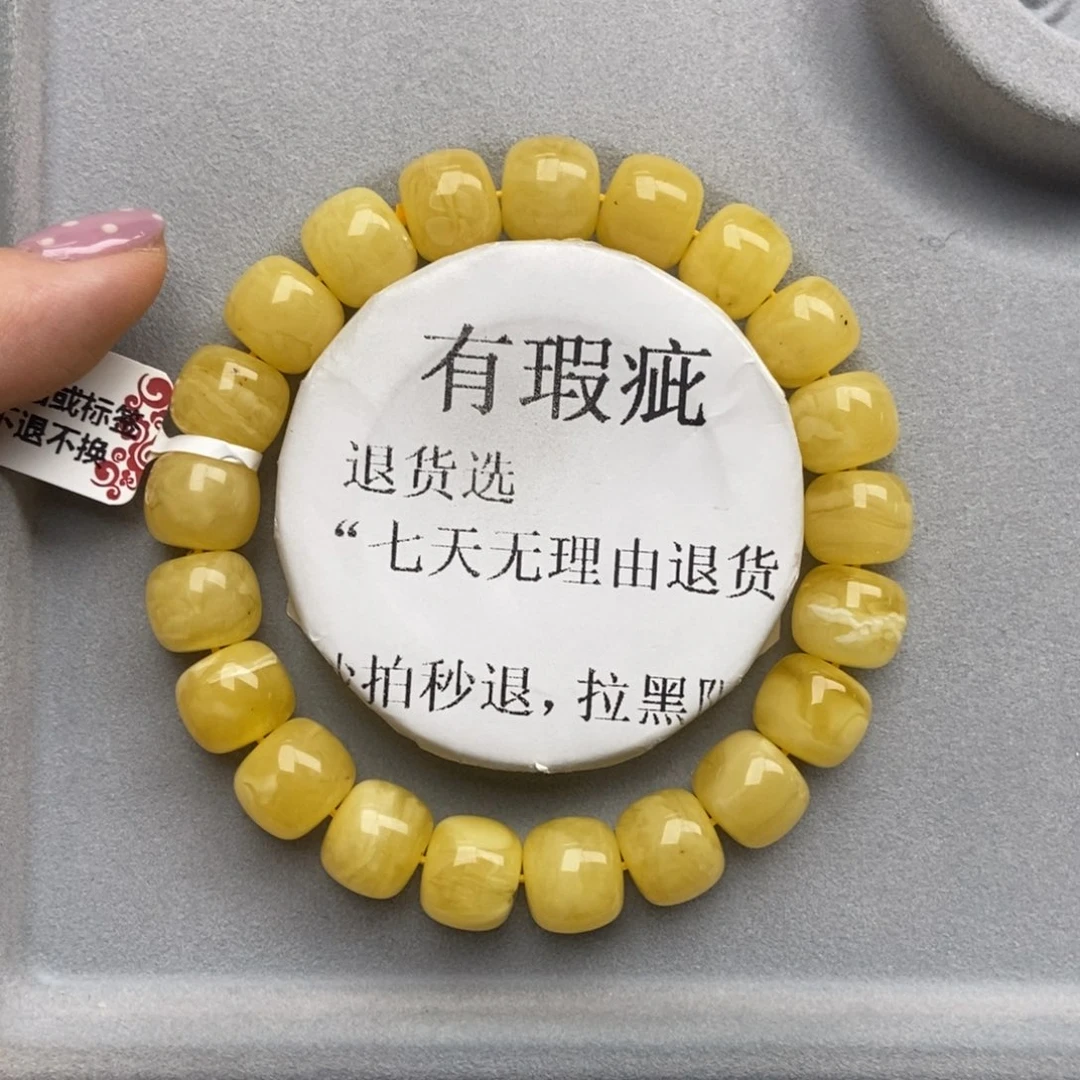 有瑕疵
退货选
“七天无理由退货
拍秒退，拉黑
或标签
不退不换